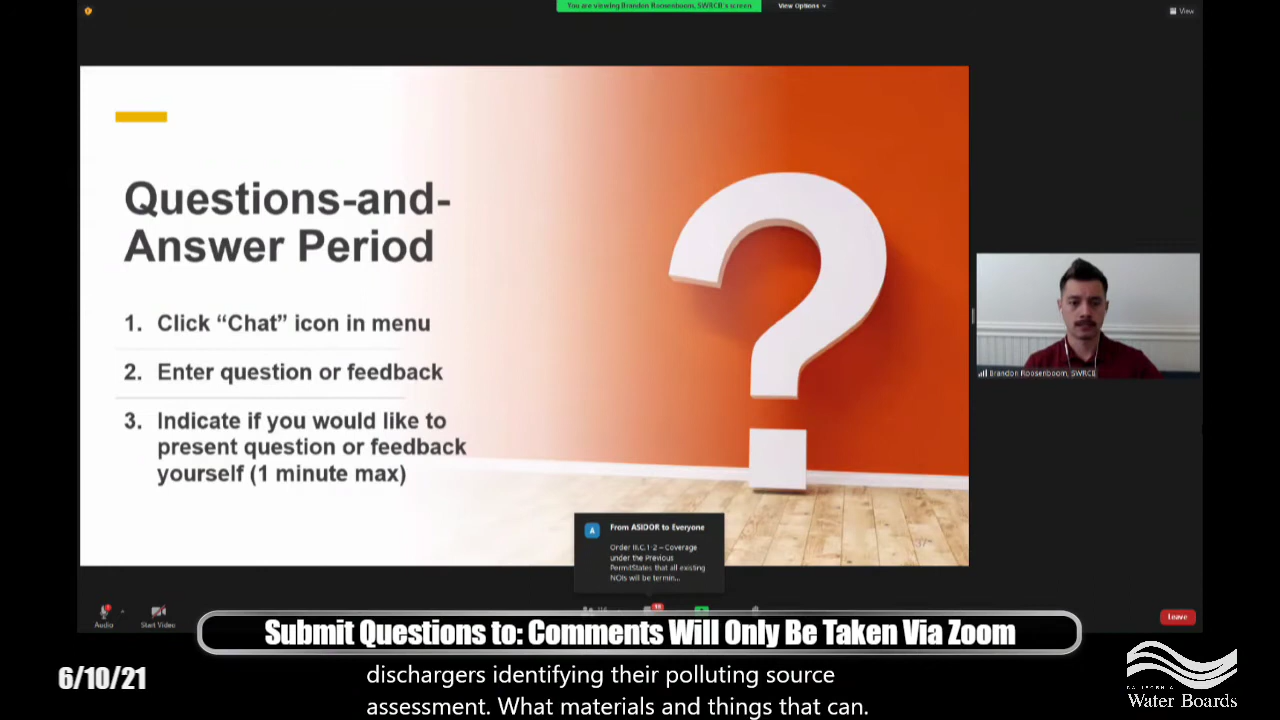 You are viewing Brandon Roosenboom, SWRCB's screen
View Options
View
Questions-and-
Answer Period
1. Click “Chat” icon in menu
2. Enter question or feedback
3. Indicate if you would like to
present question or feedback
yourself (1 minute max)
37
Brandon Roosenboom, SWRCB
A
From ASIDOR to Everyone
Order III.C.1-2 – Coverage
under the Previous
PermitStates that all existing
NOIs will be termin...
Audio
Start Video
Leave
Submit Questions to: Comments Will Only Be Taken Via Zoom
6/10/21
dischargers identifying their polluting source
assessment. What materials and things that can.
CALIFORNIA
Water Boards